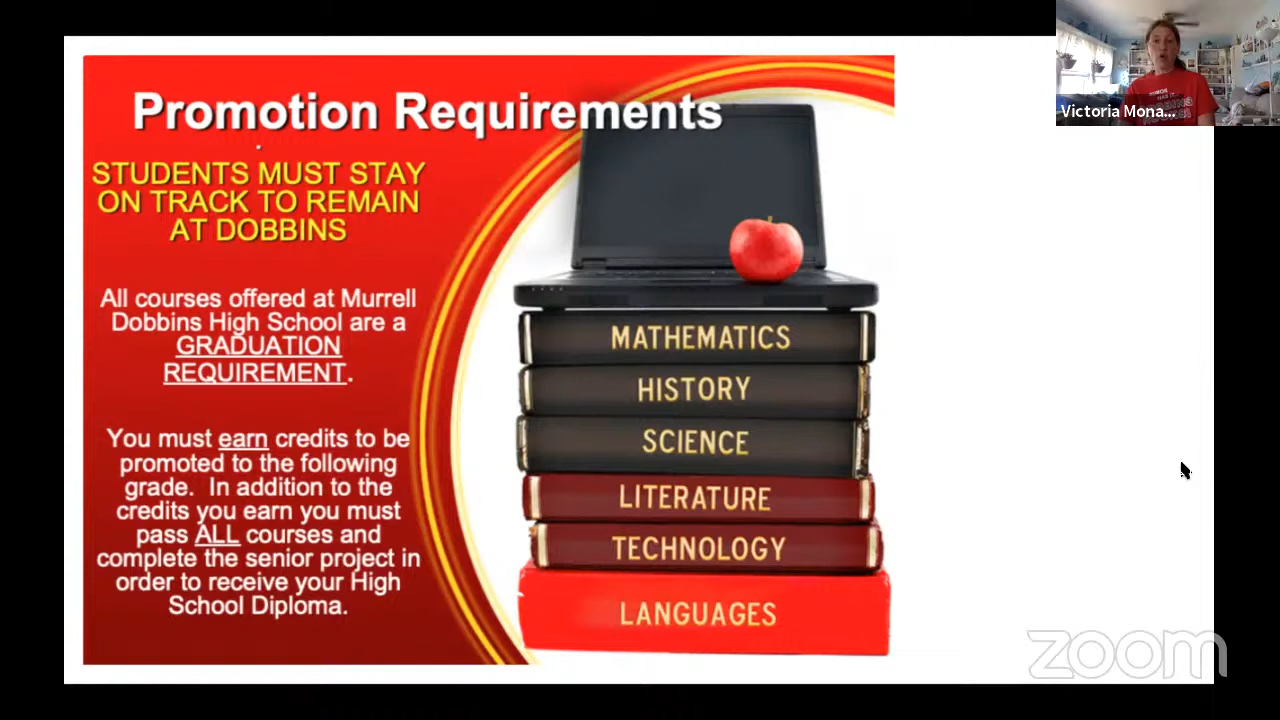 Promotion Requirements
STUDENTS MUST STAY
ON TRACK TO REMAIN
AT DOBBINS
All courses offered at Murrell
Dobbins High School are a
GRADUATION
REQUIREMENT.
You must earn credits to be
promoted to the following
grade. In addition to the
credits you earn you must
pass ALL courses and
complete the senior project in
order to receive your High
School Diploma.
MATHEMATICS
HISTORY
SCIENCE
LITERATURE
TECHNOLOGY
LANGUAGES
Victoria Mona...
zoom